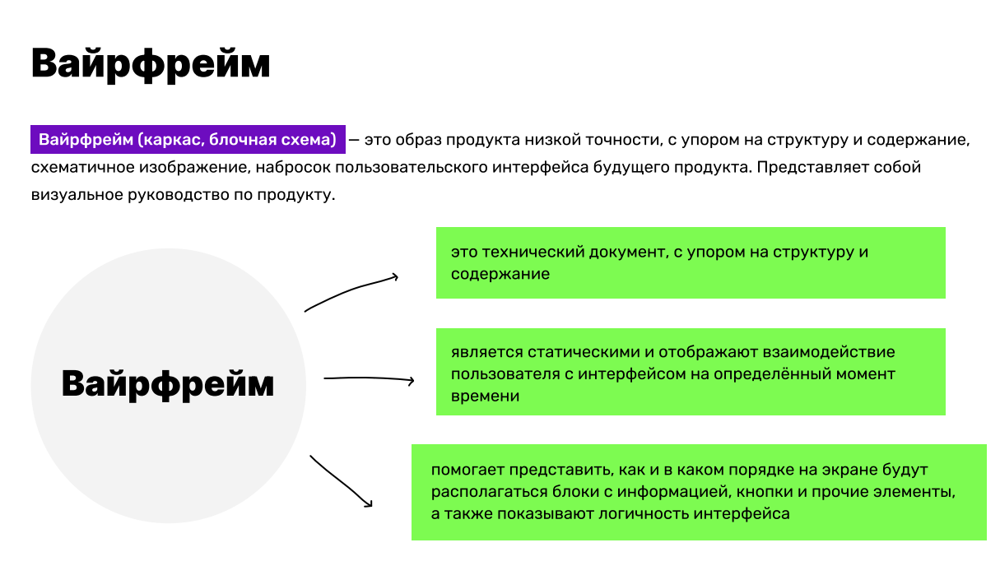 Вайрфрейм
Вайрфрейм (каркас, блочная схема) — это образ продукта низкой точности, с упором на структуру и содержание,
схематичное изображение, набросок пользовательского интерфейса будущего продукта. Представляет собой
визуальное руководство по продукту.
Вайрфрейм
это технический документ, с упором на структуру и
содержание
является статическими и отображают взаимодействие
пользователя с интерфейсом на определённый момент
времени
помогает представить, как и в каком порядке на экране будут
располагаться блоки с информацией, кнопки и прочие элементы,
а также показывают логичность интерфейса